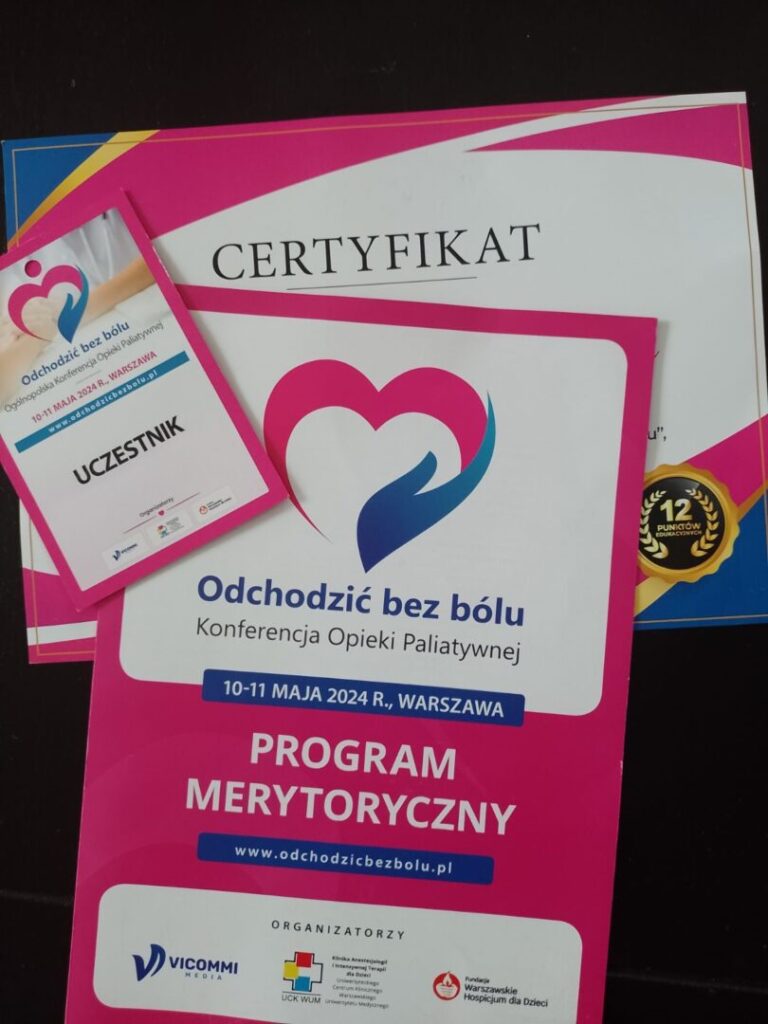 CERTYFIKAT
u",
12
PUNKTÓW
EDUKACYJNYCH
Odchodzić bez bólu
Ogólnopolska Konferencja Opieki Paliatywnej
10-11 MAJA 2024 R., WARSZAWA
www.odchodzicbezbolu.pl
UCZESTNIK
Organizatorzy
VICOMMI
Odchodzić bez bólu
Konferencja Opieki Paliatywnej
10-11 MAJA 2024 R., WARSZAWA
PROGRAM
MERYTORYCZNY
www.odchodzicbezbolu.pl
ORGANIZATORZY
VICOMMI
MEDIA
UCK WUM
Klinika Anestezjologii
i Intensywnej Terapii
dla Dzieci
Uniwersyteckiego
Centrum Klinicznego
Warszawskiego
Uniwersytetu Medycznego
Fundacja
Warszawskie
Hospicjum dla Dzieci